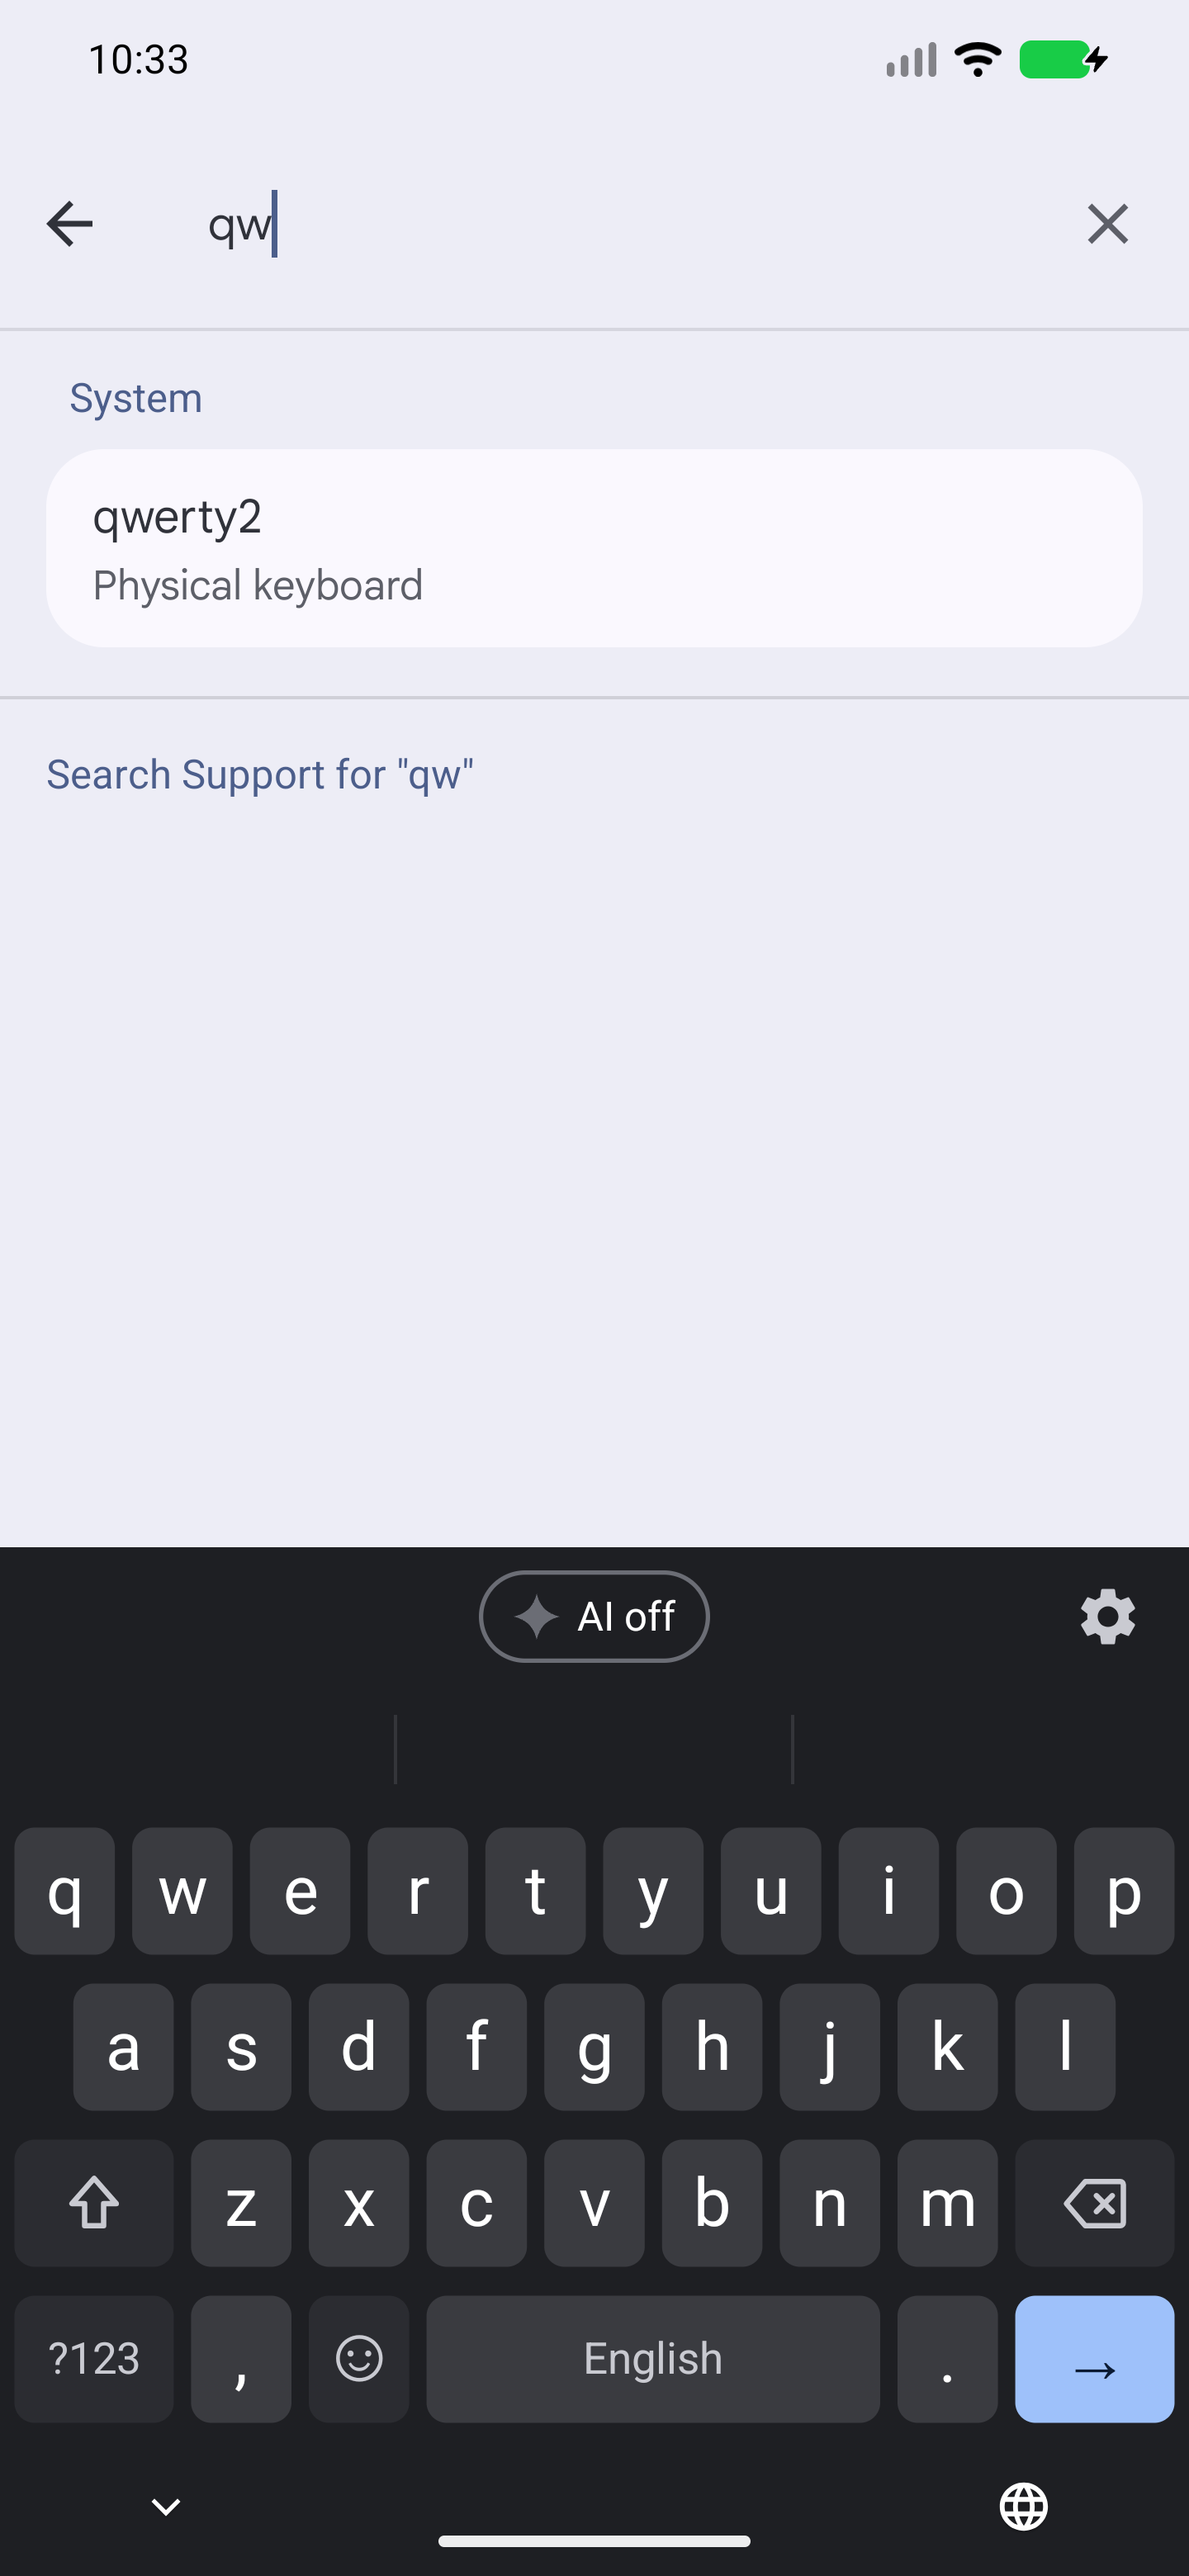 10:33
qw
System
qwerty2
Physical keyboard
Search Support for "qw"
AI off
q w e r t y u i o p
a s d f g h j k l
z x c v b n m
?123 , English . →